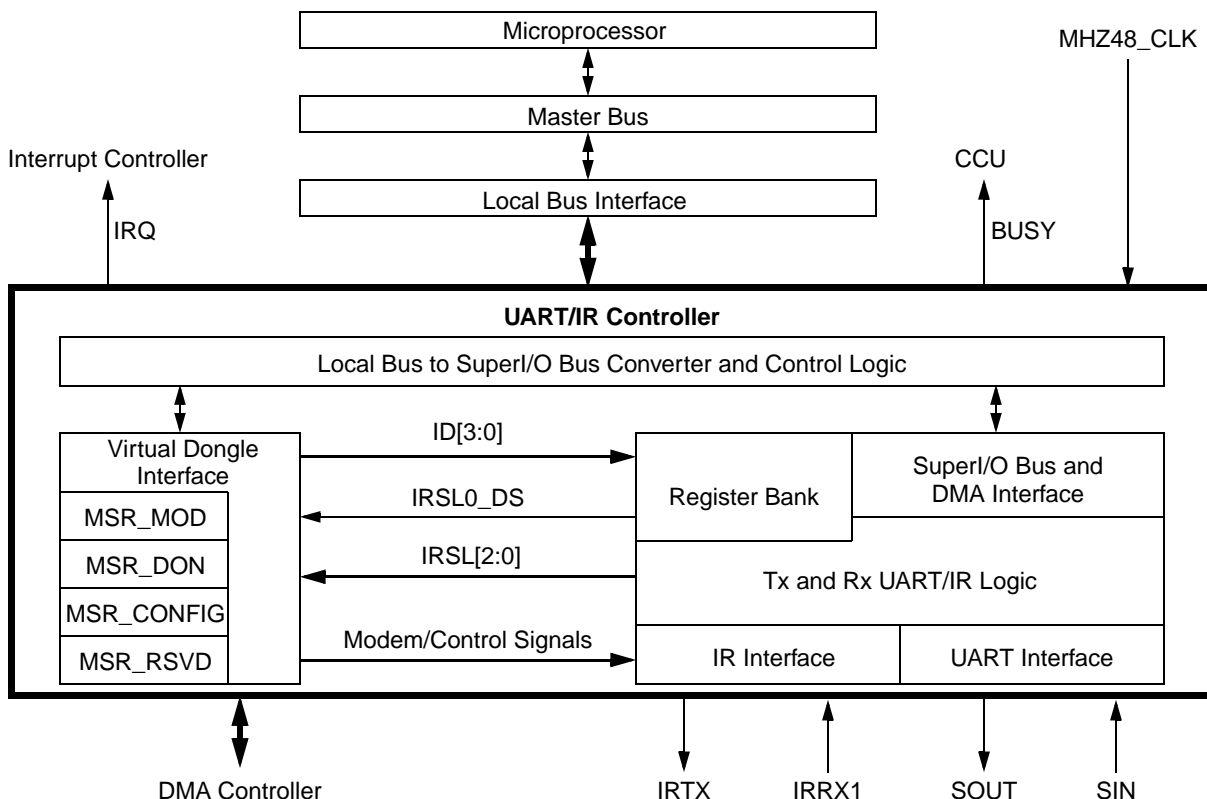 Microprocessor
MHZ48_CLK
Master Bus
Interrupt Controller
CCU
Local Bus Interface
IRQ
BUSY
UART/IR Controller
Local Bus to SuperI/O Bus Converter and Control Logic
Virtual Dongle
Interface
MSR_MOD
MSR_DON
MSR_CONFIG
MSR_RSVD
ID[3:0]
IRSL0_DS
IRSL[2:0]
Modem/Control Signals
Register Bank
SuperI/O Bus and
DMA Interface
Tx and Rx UART/IR Logic
IR Interface
UART Interface
DMA Controller
IRTX
IRRX1
SOUT
SIN